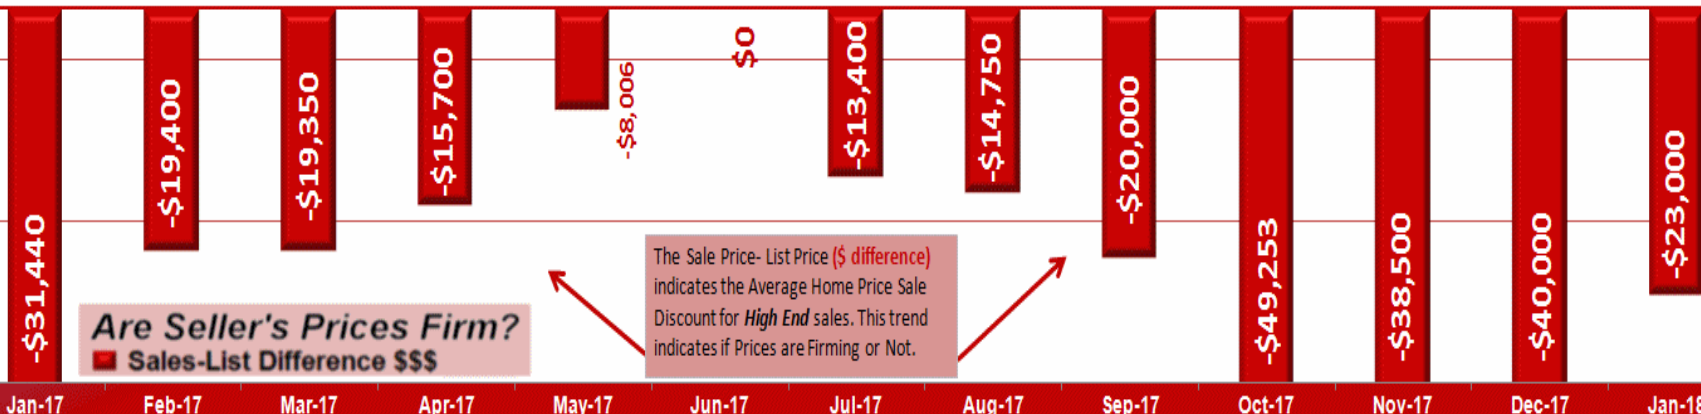 -$31,440
-$19,400
-$19,350
-$15,700
-$8,006
$0
-$13,400
-$14,750
-$20,000
-$49,253
-$38,500
-$40,000
-$23,000
The Sale Price- List Price ($ difference)
indicates the Average Home Price Sale
Discount for High End sales. This trend
indicates if Prices are Firming or Not.
Are Seller's Prices Firm?
Sales-List Difference $$$
Jan-17 Feb-17 Mar-17 Apr-17 May-17 Jun-17 Jul-17 Aug-17 Sep-17 Oct-17 Nov-17 Dec-17 Jan-18